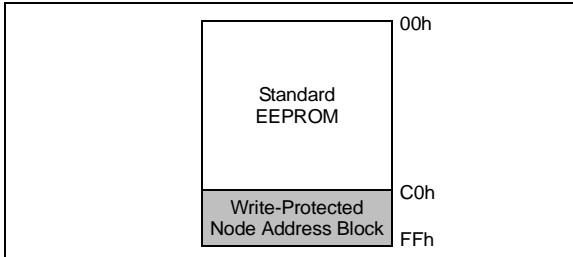 00h
Standard
EEPROM
C0h
Write-Protected
Node Address Block
FFh